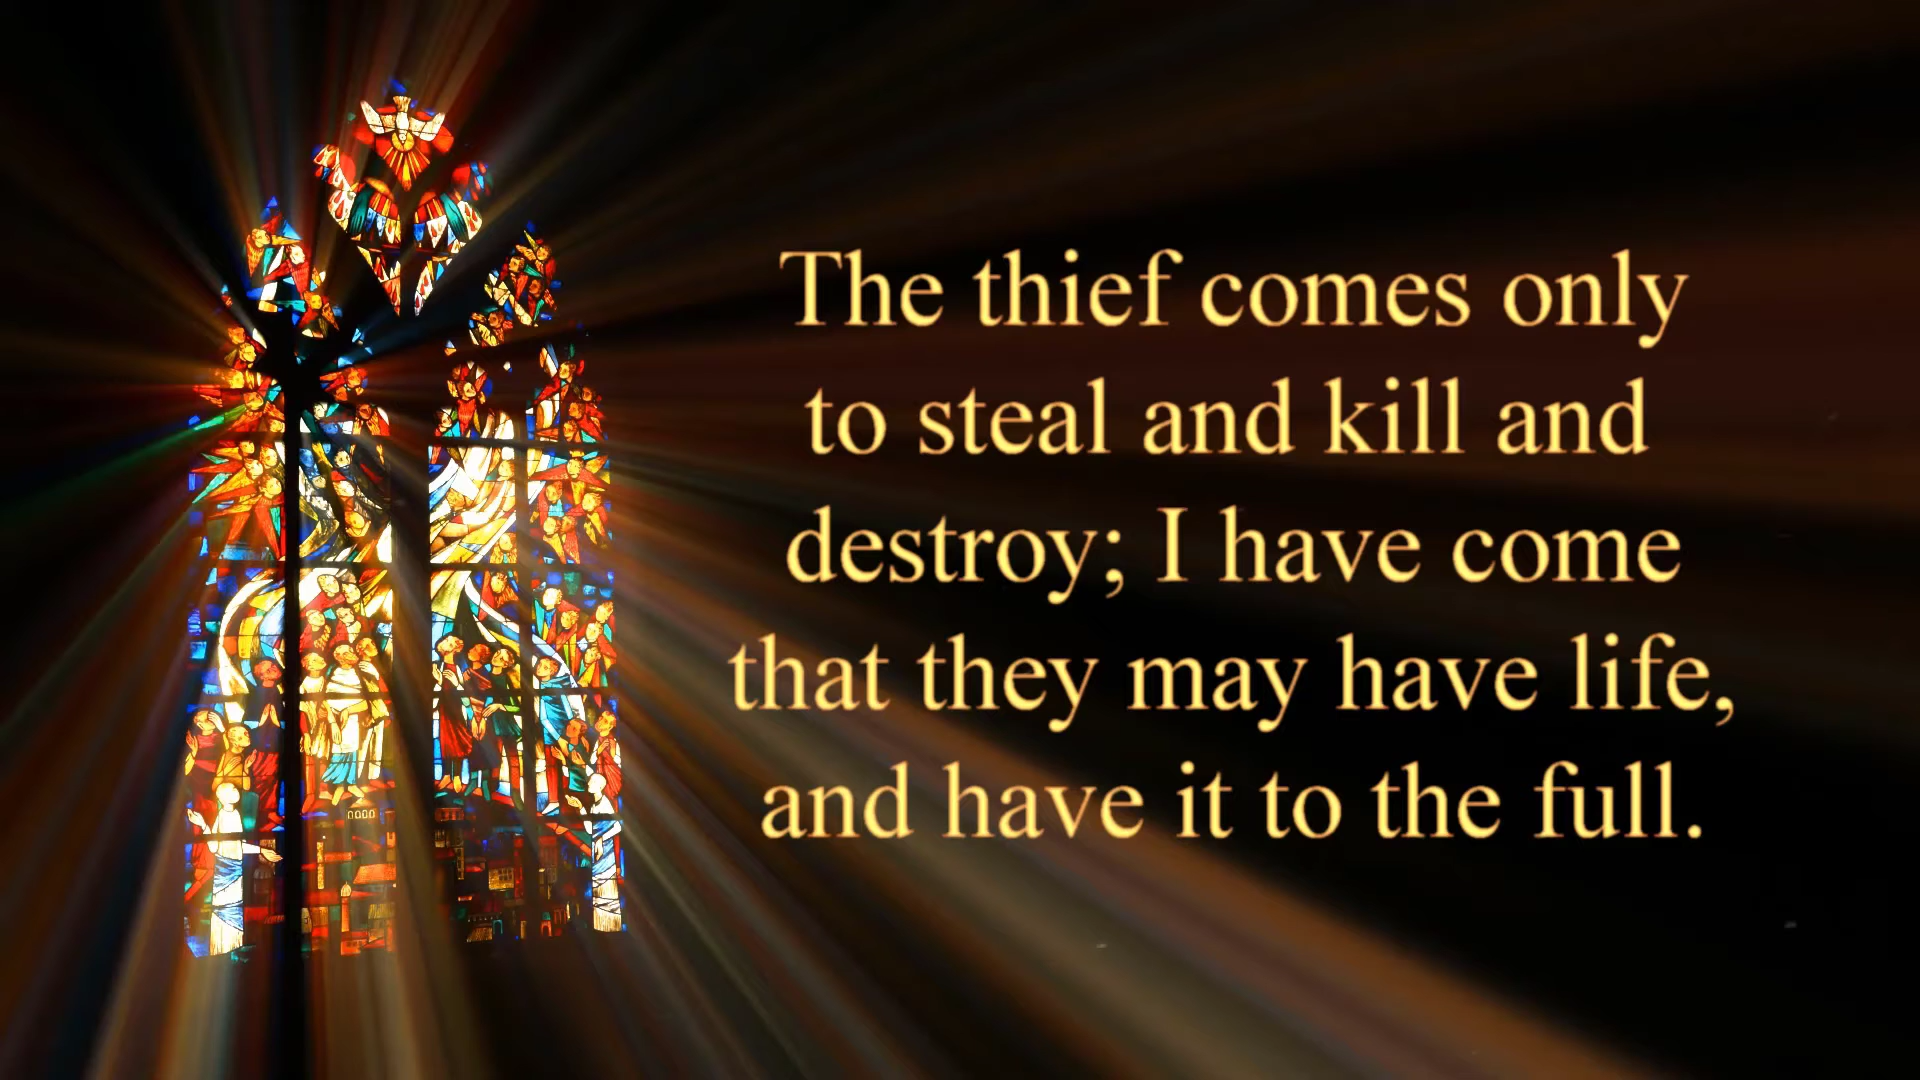 The thief comes only
to steal and kill and
destroy; I have come
that they may have life,
and have it to the full.